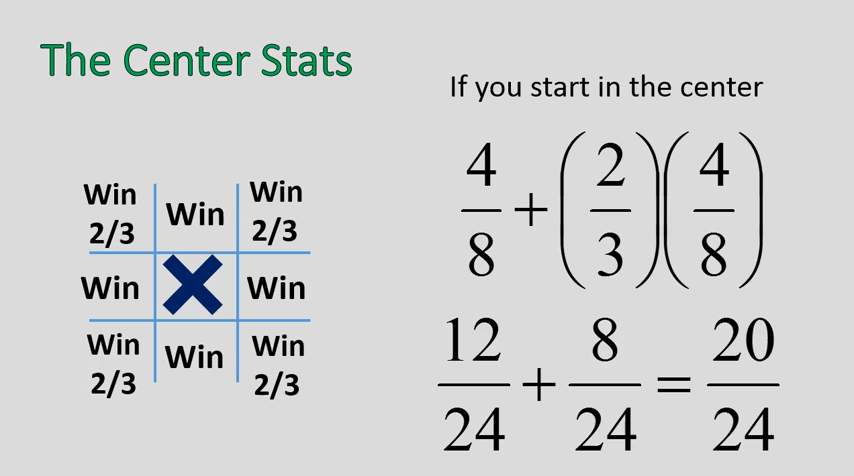 The Center Stats
If you start in the center
Win Win Win
2/3 2/3
Win Win
Win Win Win
2/3 2/3
4/8 + (2/3)(4/8)
12/24 + 8/24 = 20/24